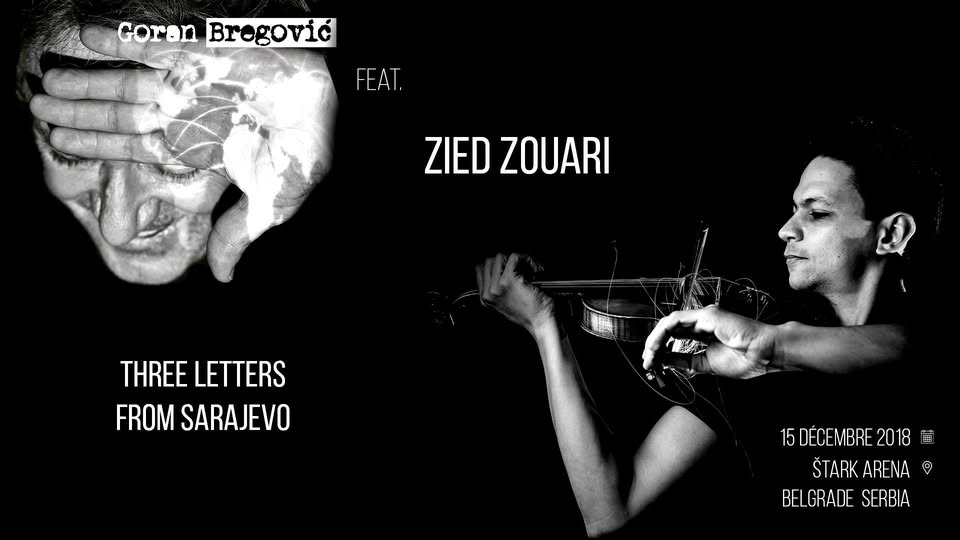 Goran Bregović
FEAT.
ZIED ZOUARI
THREE LETTERS
FROM SARAJEVO
15 DÉCEMBRE 2018
ŠTARK ARENA
BELGRADE SERBIA